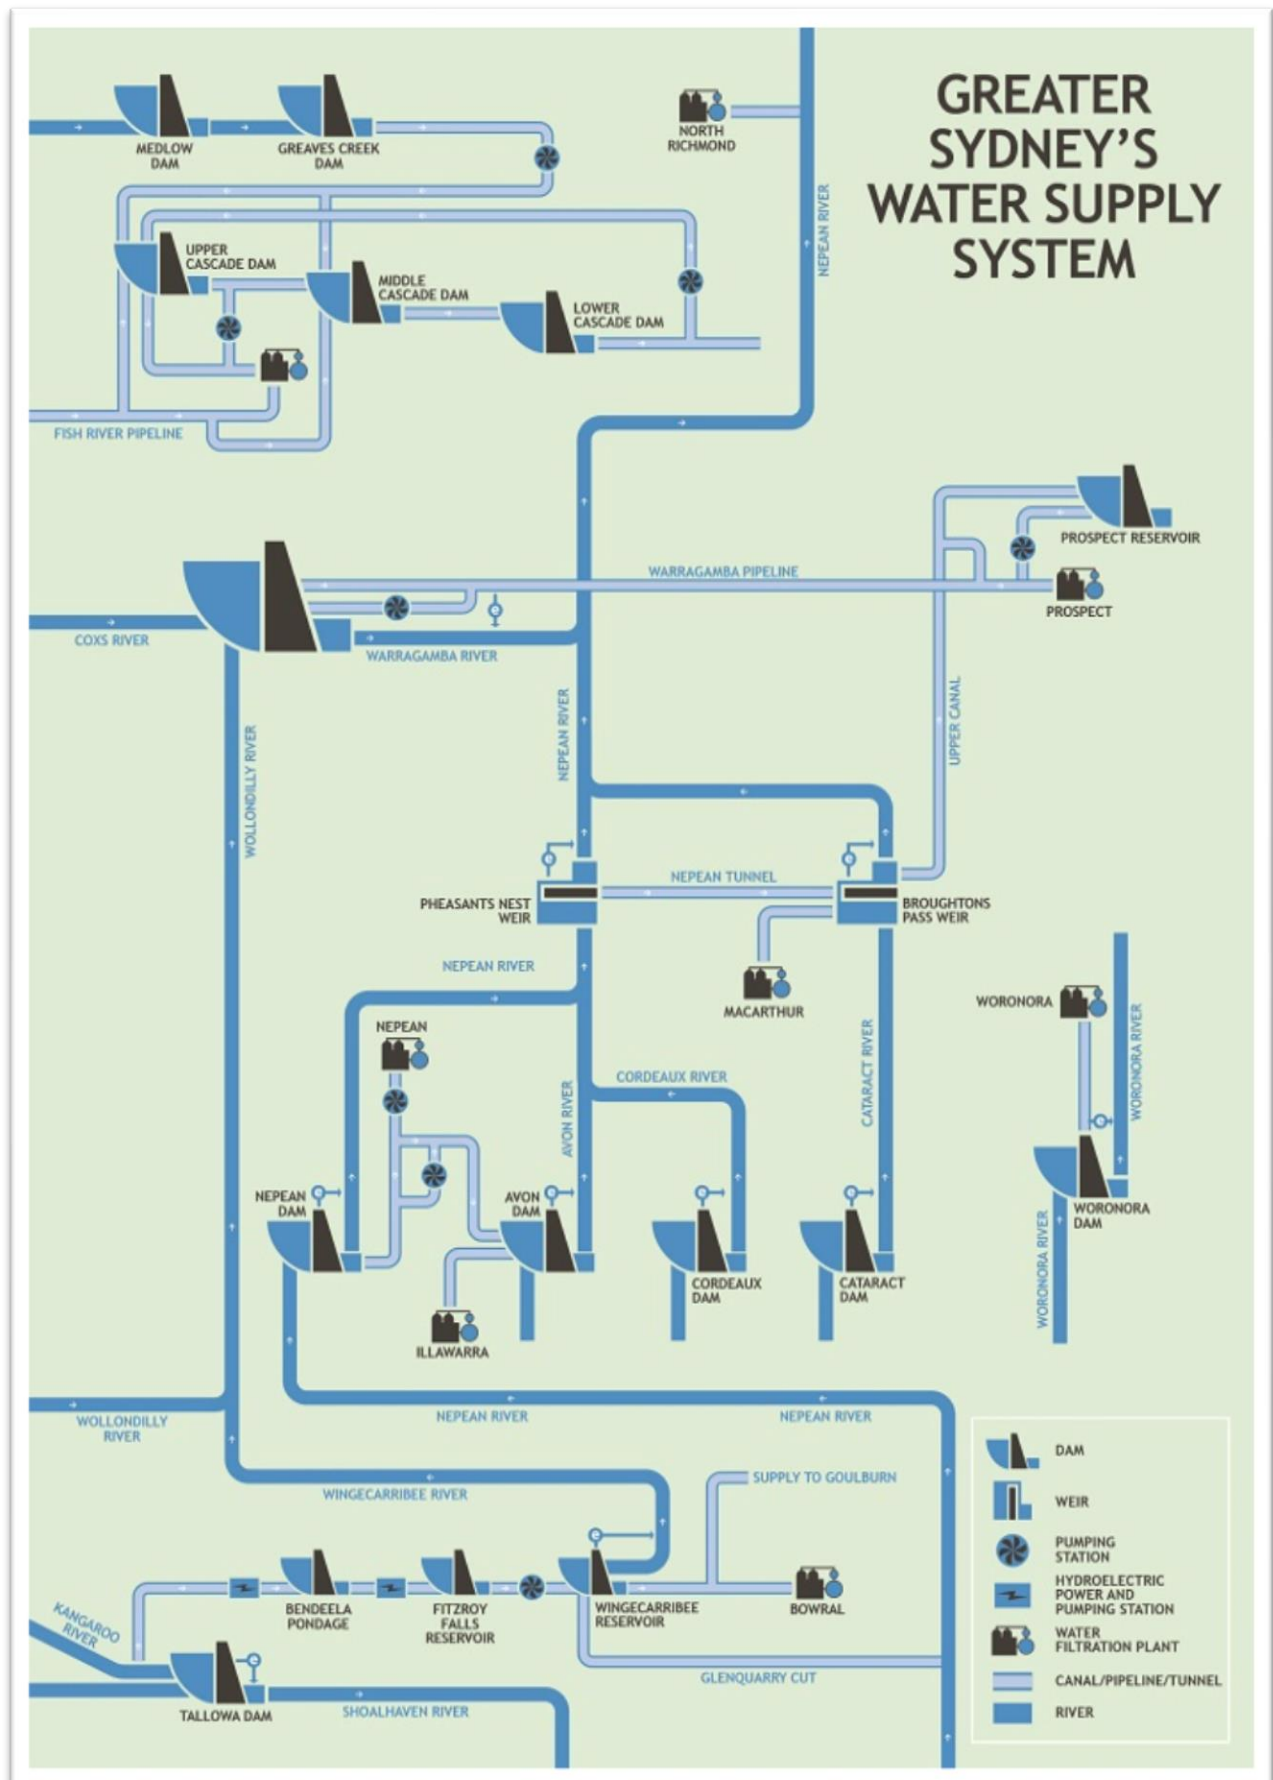 GREATER
SYDNEY'S
WATER SUPPLY
SYSTEM
MEDLOW
DAM
GREAVES CREEK
DAM
NORTH
RICHMOND
NEPEAN RIVER
UPPER
CASCADE DAM
MIDDLE
CASCADE DAM
LOWER
CASCADE DAM
FISH RIVER PIPELINE
PROSPECT RESERVOIR
WARRAGAMBA PIPELINE
PROSPECT
COXS RIVER
WARRAGAMBA RIVER
WOLLONDILLY RIVER
NEPEAN RIVER
UPPER CANAL
NEPEAN TUNNEL
PHEASANTS NEST
WEIR
BROUGHTONS
PASS WEIR
NEPEAN RIVER
MACARTHUR
WORONORA
NEPEAN
WORONORA RIVER
CATARACT RIVER
CORDEAUX RIVER
AVON RIVER
NEPEAN
DAM
AVON
DAM
WORONORA
DAM
WORONORA RIVER
CORDEAUX
DAM
CATARACT
DAM
ILLAWARRA
WOLLONDILLY
RIVER
NEPEAN RIVER
NEPEAN RIVER
SUPPLY TO GOULBURN
WINGECARRIBEE RIVER
BENDEELA
PONDAGE
FITZROY
FALLS
RESERVOIR
WINGECARRIBEE
RESERVOIR
BOWRAL
KANGAROO
RIVER
GLENQUARRY CUT
TALLOWA DAM
SHOALHAVEN RIVER
DAM
WEIR
PUMPING
STATION
HYDROELECTRIC
POWER AND
PUMPING STATION
WATER
FILTRATION PLANT
CANAL/PIPELINE/TUNNEL
RIVER